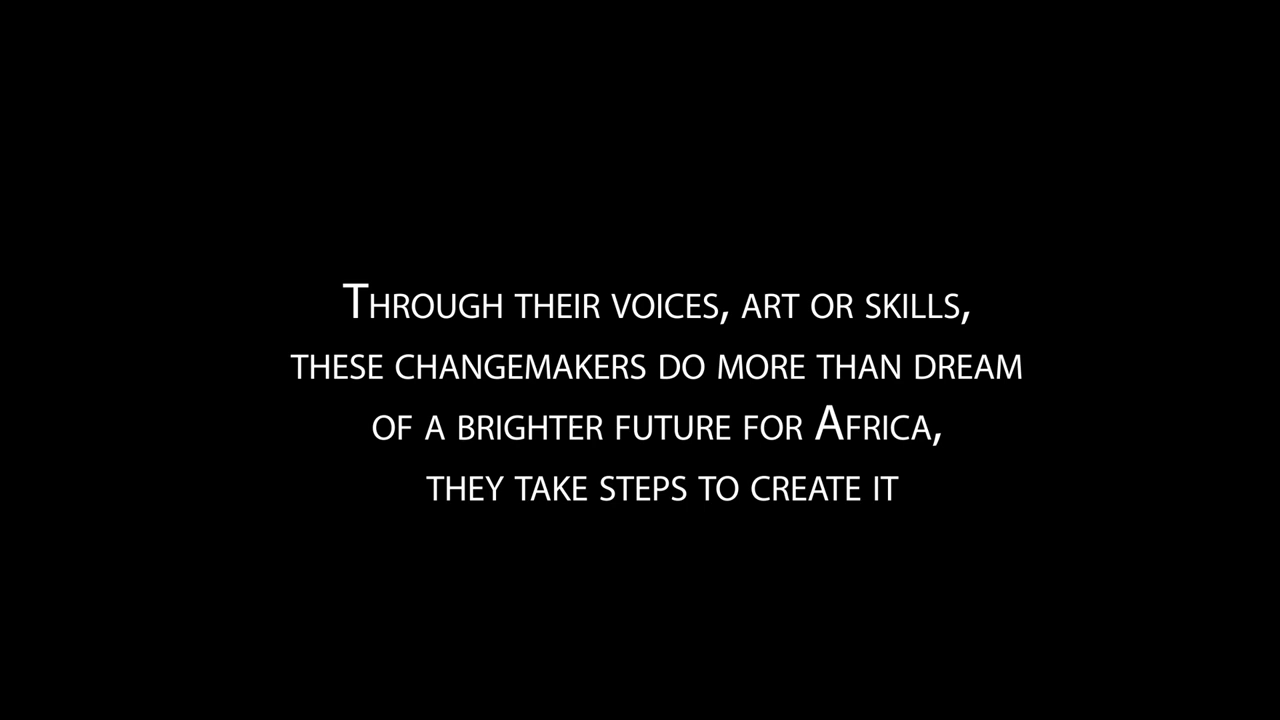 Through their voices, art or skills,
these changemakers do more than dream
of a brighter future for Africa,
they take steps to create it